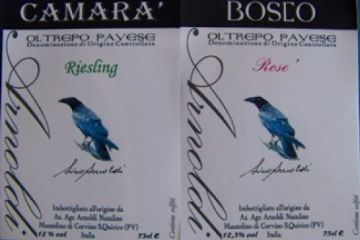 CAMARA'
OLTREPO PAVESE
Denominazione di Origine Controllata
Riesling
Arnoldi
Imbottigliato all'origine da
Az. Agr Arnoldi Natalino
Mazzolino di Corvino S.Quirico (PV)
12 % vol Italia 75cl e
BOSCO
OLTREPO PAVESE
Denominazione di Origine Controllata
Rose'
Arnoldi
Imbottigliato all'origine da
Az. Agr Arnoldi Natalino
Mazzolino di Corvino S.Quirico (PV)
12,5% vol Italia 75cl e
Contiene solfiti